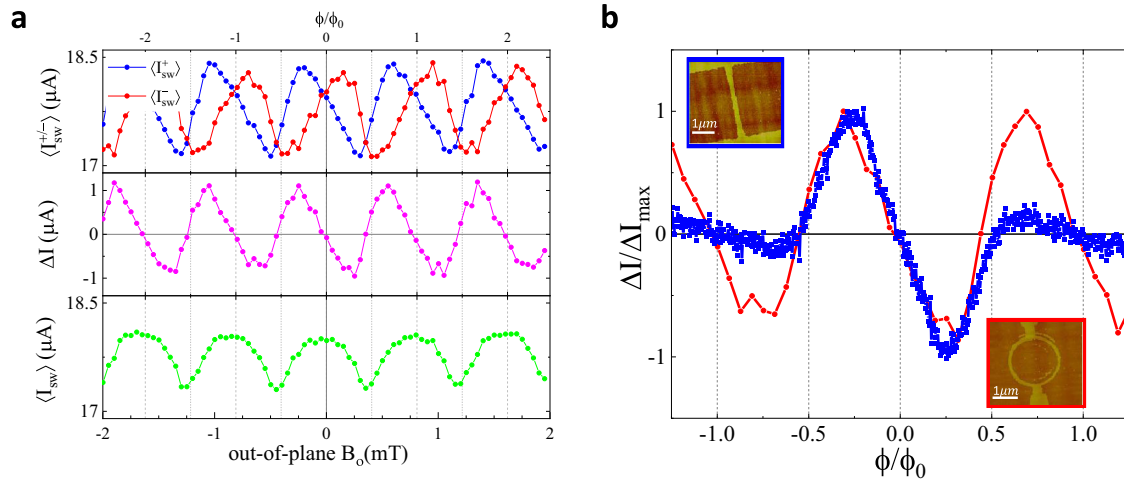 a
ϕ/ϕ₀
-2 -1 0 1 2
18.5
17
⟨I⁺sw⟩
⟨I⁻sw⟩
⟨I⁺/⁻sw⟩ (μA)
1
0
-1
ΔI (μA)
18.5
17
⟨Isw⟩ (μA)
-2 -1 0 1 2
out-of-plane Bₒ(mT)
b
1μm
1
0
-1
ΔI/ΔImax
1μm
-1.0 -0.5 0.0 0.5 1.0
ϕ/ϕ₀